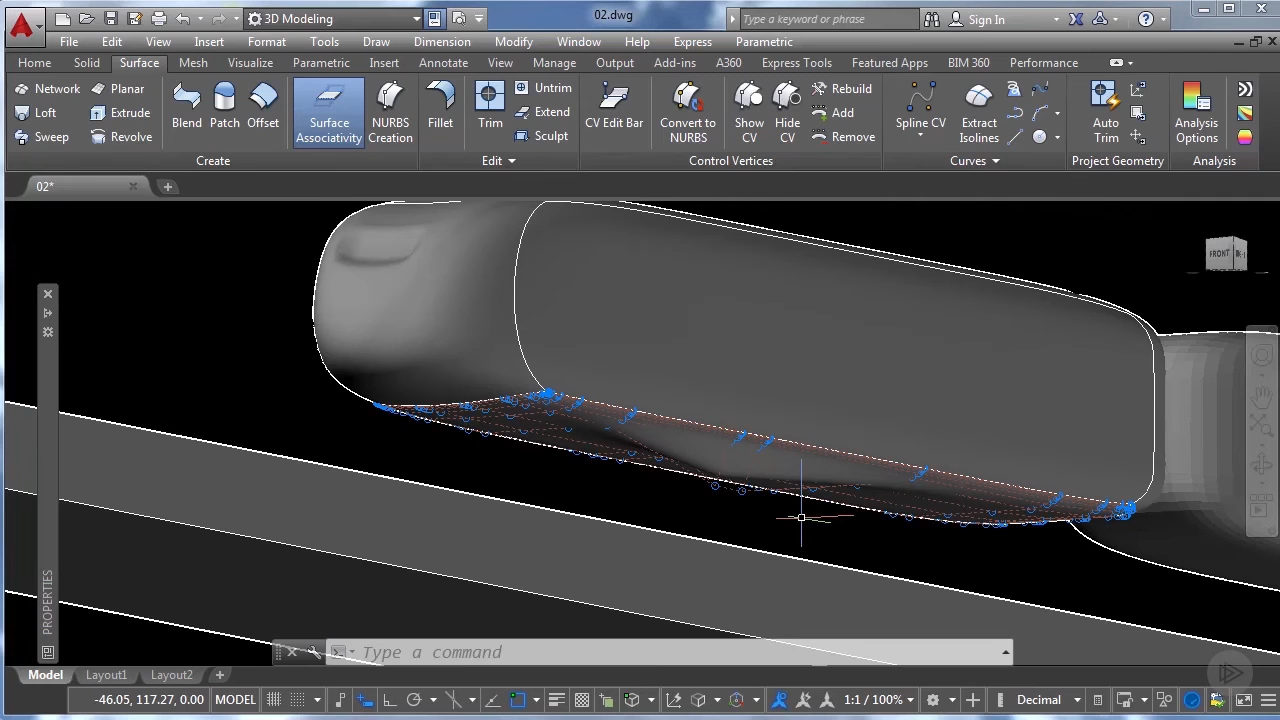 3D Modeling 02.dwg Type a keyword or phrase Sign In
File Edit View Insert Format Tools Draw Dimension Modify Window Help Express Parametric
Home Solid Surface Mesh Visualize Parametric Insert Annotate View Manage Output Add-ins A360 Express Tools Featured Apps BIM 360 Performance
Network Planar
Loft Extrude
Sweep Revolve
Blend Patch Offset
Surface Associativity
NURBS Creation
Fillet
Trim
Untrim
Extend
Sculpt
CV Edit Bar
Convert to NURBS
Show CV
Hide CV
Rebuild
Add
Remove
Spline CV
Extract Isolines
Auto Trim
Analysis Options
Create Edit Control Vertices Curves Project Geometry Analysis
02*
FRONT
PROPERTIES
Type a command
Model Layout1 Layout2
-46.05, 117.27, 0.00 MODEL 1:1 / 100% Decimal